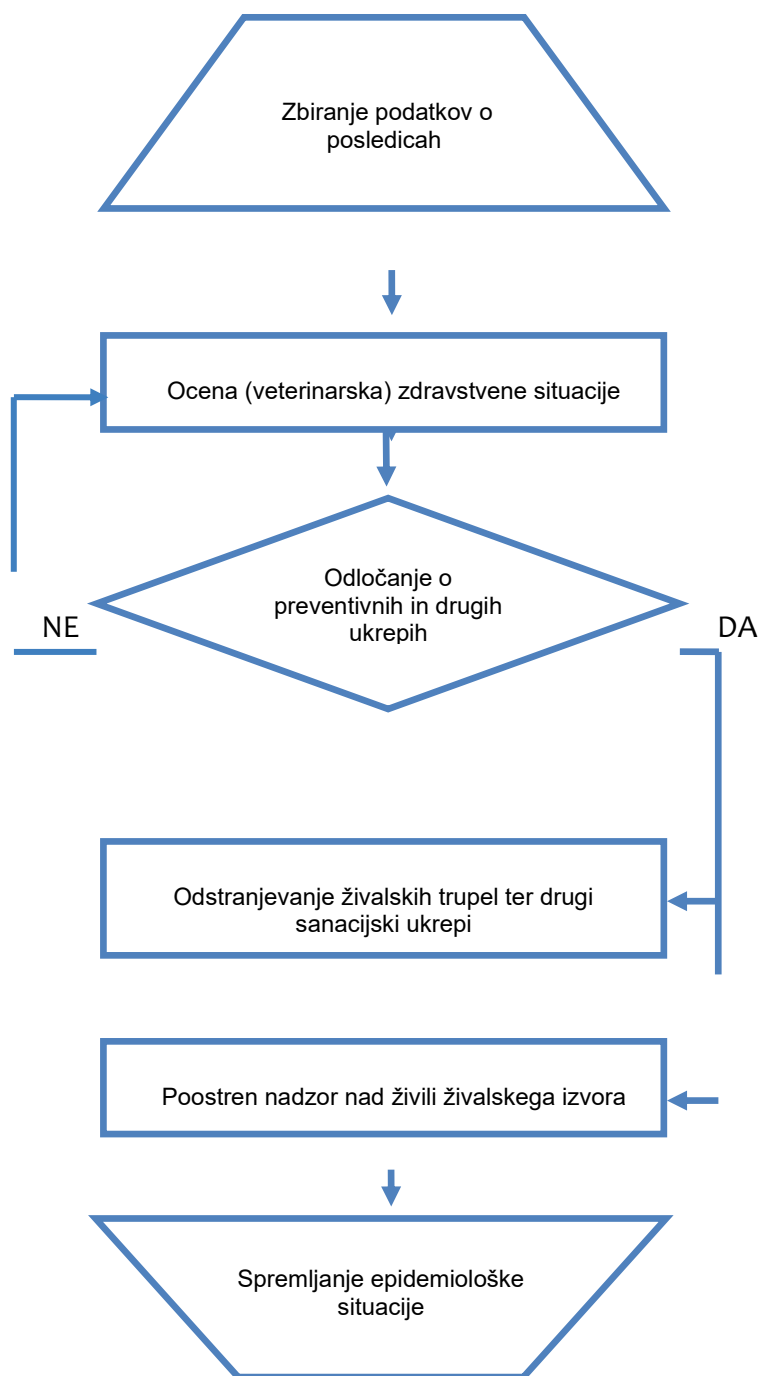 Zbiranje podatkov o
posledicah
Ocena (veterinarska) zdravstvene situacije
Odločanje o
preventivnih in drugih
ukrepih
NE
DA
Odstranjevanje živalskih trupel ter drugi
sanacijski ukrepi
Poostren nadzor nad živili živalskega izvora
Spremljanje epidemiološke
situacije